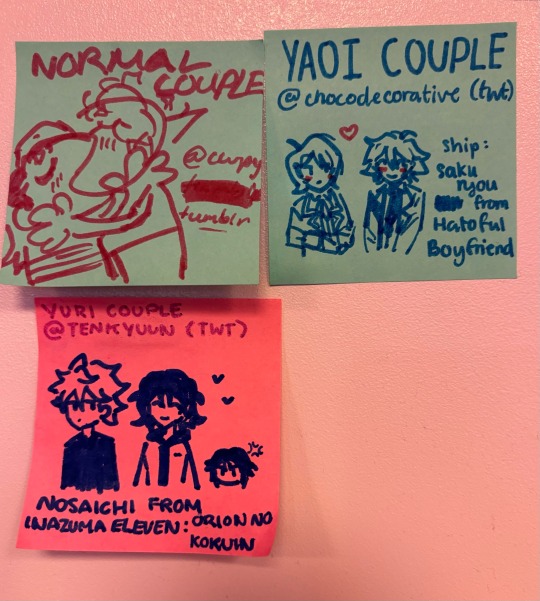 NORMAL
COUPLE
@cunpy
tumblr
YAOI COUPLE
@chocodecorative (twt)
ship:
saku
ryou
from
Hatoful
Boyfriend
YURI COUPLE
@TENKYUUN (TWT)
NOSAICHI FROM
INAZUMA ELEVEN: ORION NO
KOKUIN